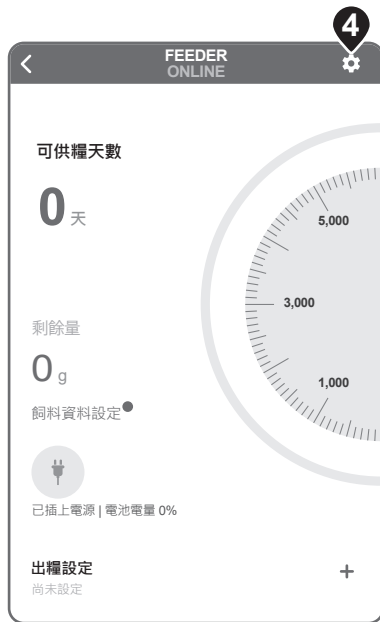 4
FEEDER
ONLINE
可供糧天數
0 天
5,000
3,000
剩餘量
0 g
1,000
飼料資料設定
已插上電源 | 電池電量 0%
出糧設定
+
尚未設定